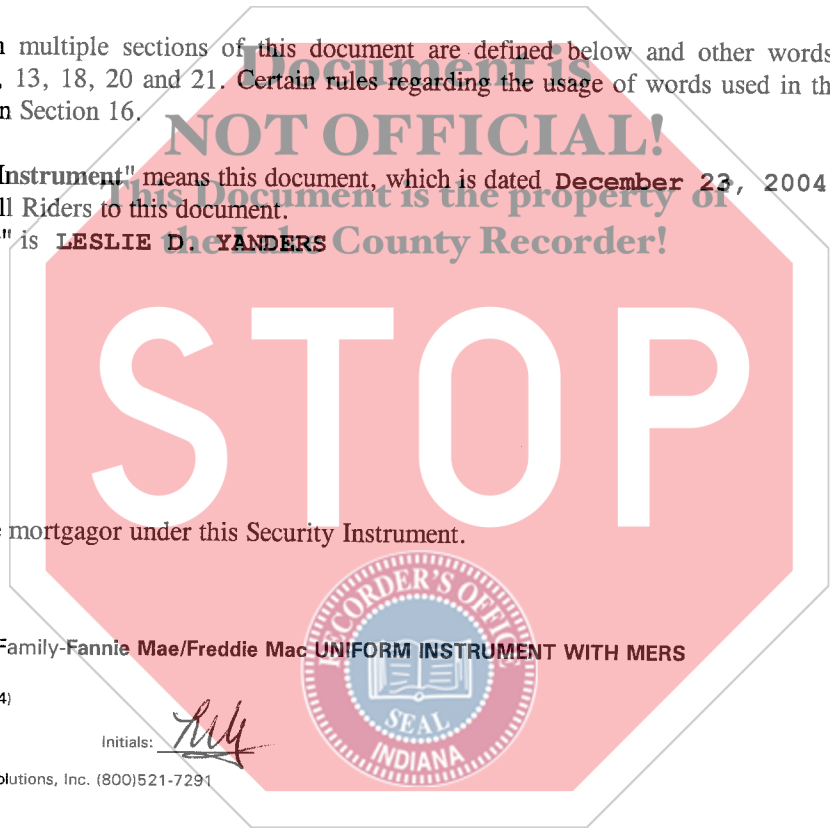 n multiple sections of this document are defined below and other words
, 13, 18, 20 and 21. Certain rules regarding the usage of words used in th
n Section 16.
Document is
NOT OFFICIAL!
Instrument" means this document, which is dated December 23, 2004
This Document is the property of
ll Riders to this document.
" is LESLIE D. YANDERS
the Lake County Recorder!
STOP
e mortgagor under this Security Instrument.
RECORDER'S OFFICE
SEAL
INDIANA
Family-Fannie Mae/Freddie Mac UNIFORM INSTRUMENT WITH MERS
4)
Initials:
olutions, Inc. (800)521-7291